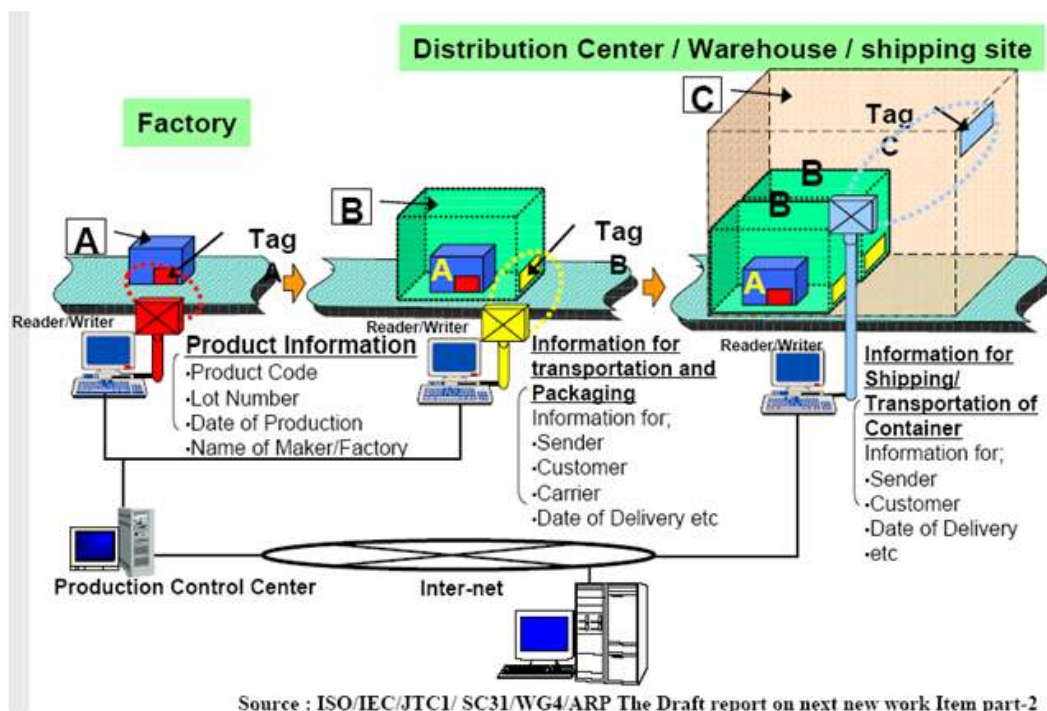 Distribution Center / Warehouse / shipping site
Factory
A
Tag
A
Reader/Writer
Product Information
•Product Code
•Lot Number
•Date of Production
•Name of Maker/Factory
B
A
Tag
B
Reader/Writer
Information for
transportation and
Packaging
Information for;
•Sender
•Customer
•Carrier
•Date of Delivery etc
C
Tag
C
B
B
A
Reader/Writer
Information for
Shipping/
Transportation of
Container
Information for;
•Sender
•Customer
•Date of Delivery
•etc
Production Control Center
Inter-net
Source : ISO/IEC/JTC1/ SC31/WG4/ARP The Draft report on next new work Item part-2